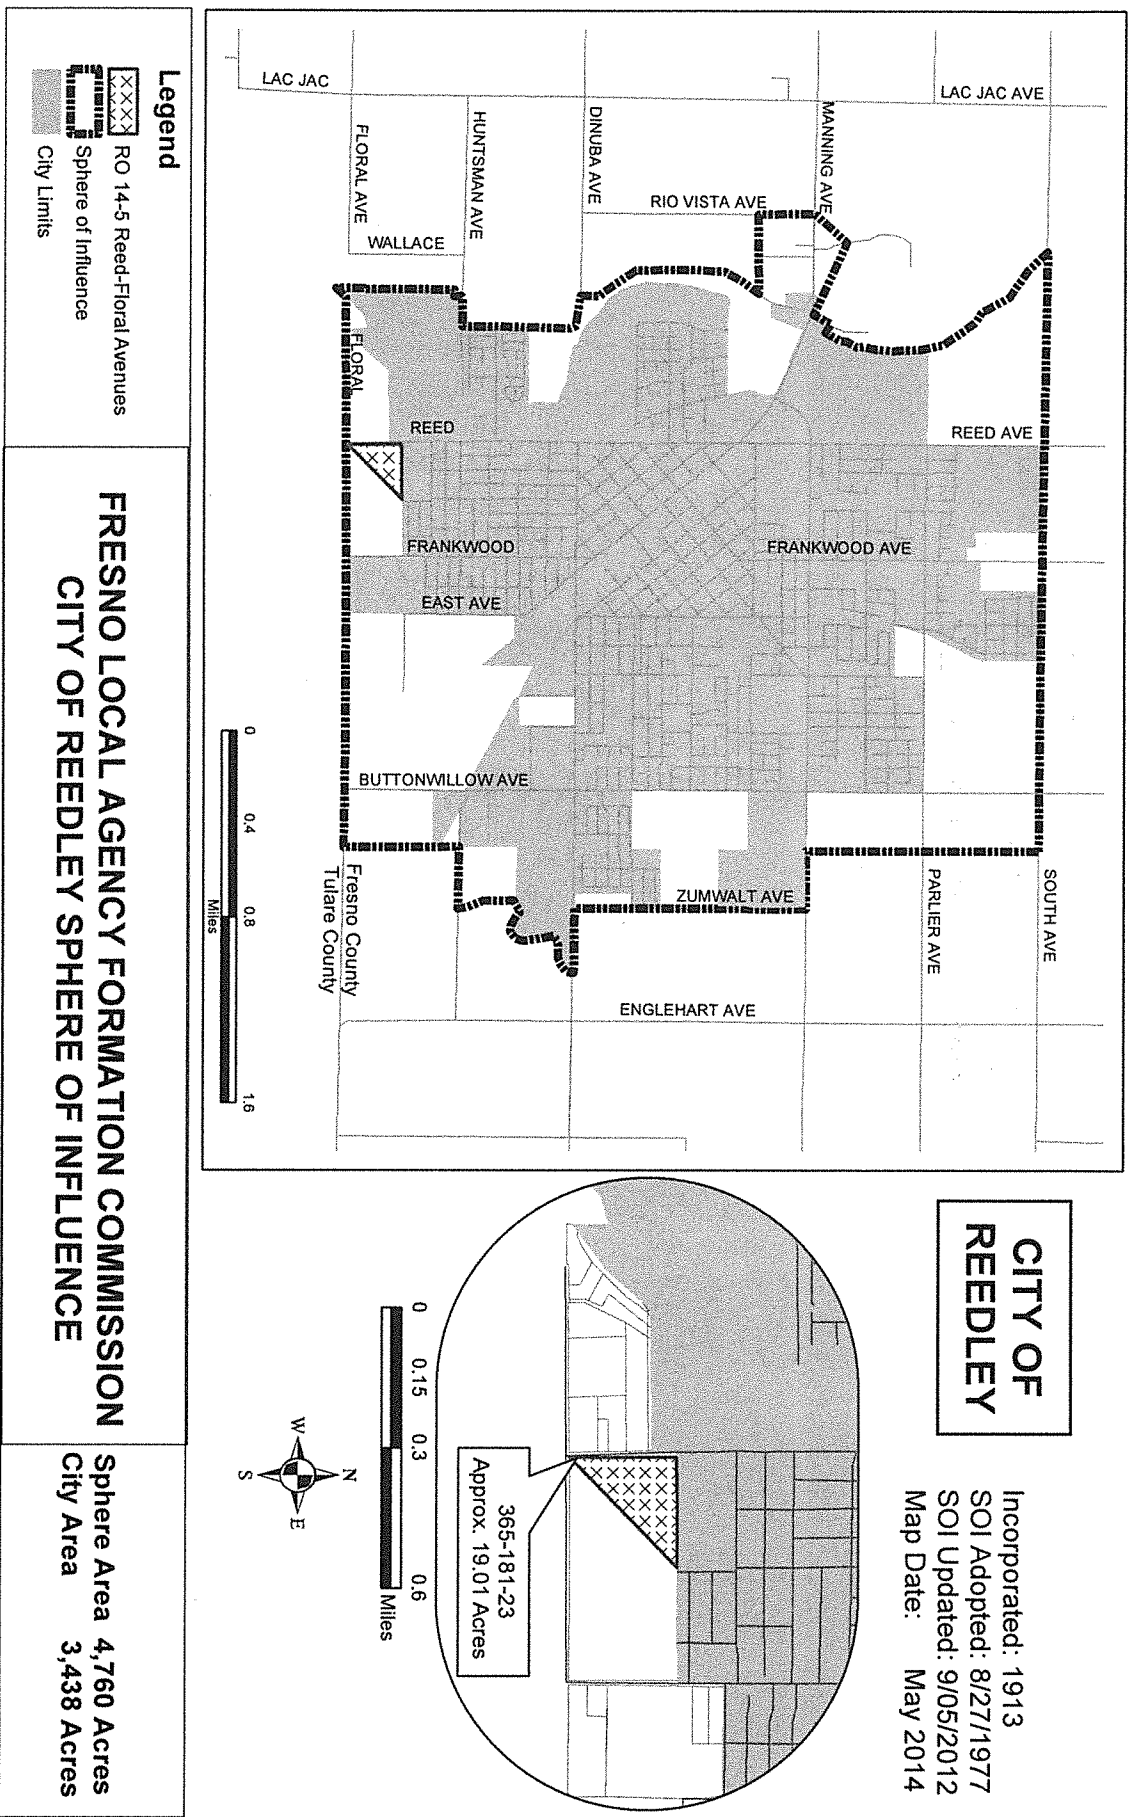 LAC JAC
LAC JAC AVE
FLORAL AVE
HUNTSMAN AVE
DINUBA AVE
MANNING AVE
RIO VISTA AVE
WALLACE
FLORAL
REED
REED AVE
FRANKWOOD
FRANKWOOD AVE
EAST AVE
BUTTONWILLOW AVE
ZUMWALT AVE
PARLIER AVE
SOUTH AVE
ENGLEHART AVE
Fresno County
Tulare County
0 0.4 0.8 1.6
Miles
CITY OF
REEDLEY
Incorporated: 1913
SOI Adopted: 8/27/1977
SOI Updated: 9/05/2012
Map Date: May 2014
365-181-23
Approx. 19.01 Acres
0 0.15 0.3 0.6
Miles
N
W
E
S
Legend
RO 14-5 Reed-Floral Avenues
Sphere of Influence
City Limits
FRESNO LOCAL AGENCY FORMATION COMMISSION
CITY OF REEDLEY SPHERE OF INFLUENCE
Sphere Area 4,760 Acres
City Area 3,438 Acres